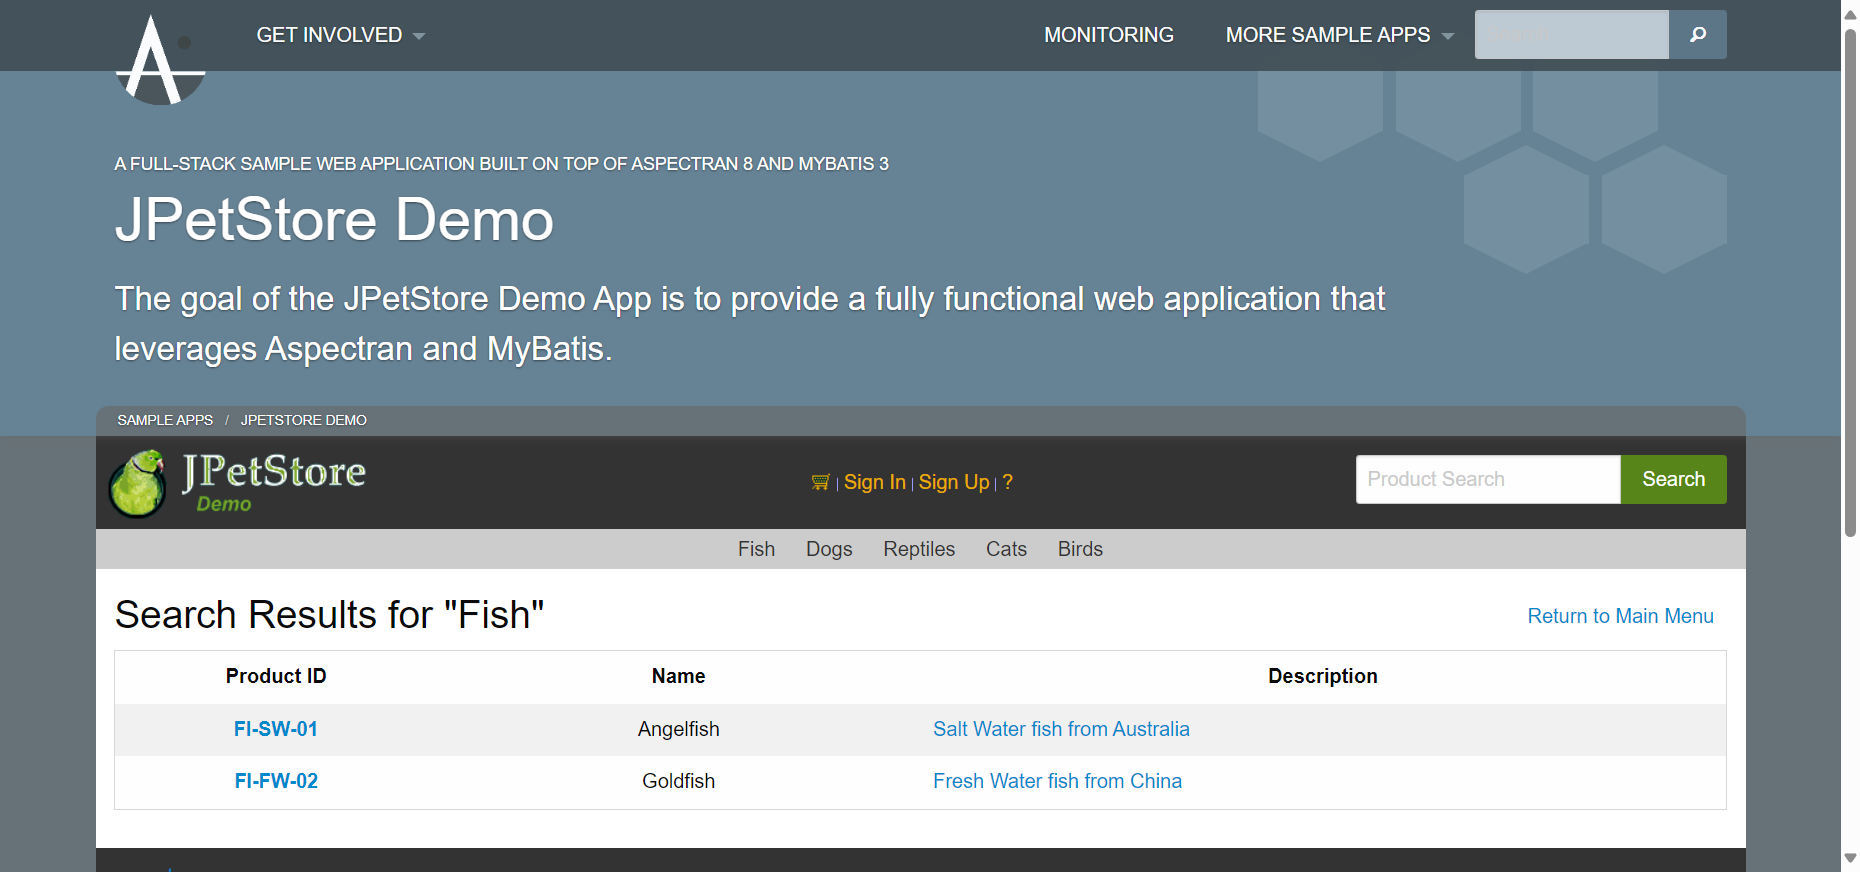 GET INVOLVED
MONITORING
MORE SAMPLE APPS
A FULL-STACK SAMPLE WEB APPLICATION BUILT ON TOP OF ASPECTRAN 8 AND MYBATIS 3
JPetStore Demo
The goal of the JPetStore Demo App is to provide a fully functional web application that
leverages Aspectran and MyBatis.
SAMPLE APPS / JPETSTORE DEMO
JPetStore
Demo
| Sign In | Sign Up | ?
Product Search
Search
Fish Dogs Reptiles Cats Birds
Search Results for "Fish"
Return to Main Menu
Product ID Name Description
FI-SW-01 Angelfish Salt Water fish from Australia
FI-FW-02 Goldfish Fresh Water fish from China